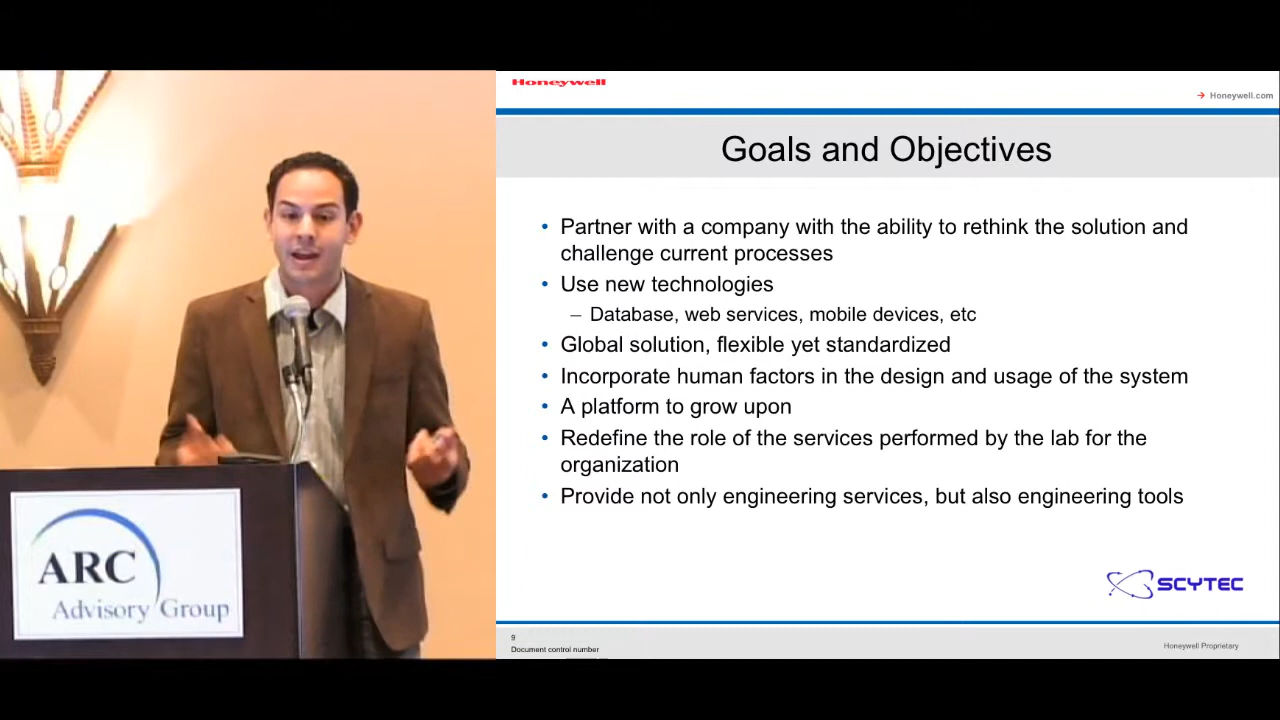 Honeywell
Honeywell.com
Goals and Objectives
• Partner with a company with the ability to rethink the solution and
challenge current processes
• Use new technologies
– Database, web services, mobile devices, etc
• Global solution, flexible yet standardized
• Incorporate human factors in the design and usage of the system
• A platform to grow upon
• Redefine the role of the services performed by the lab for the
organization
• Provide not only engineering services, but also engineering tools
SCYTEC
9
Document control number
Honeywell Proprietary
ARC
Advisory Group